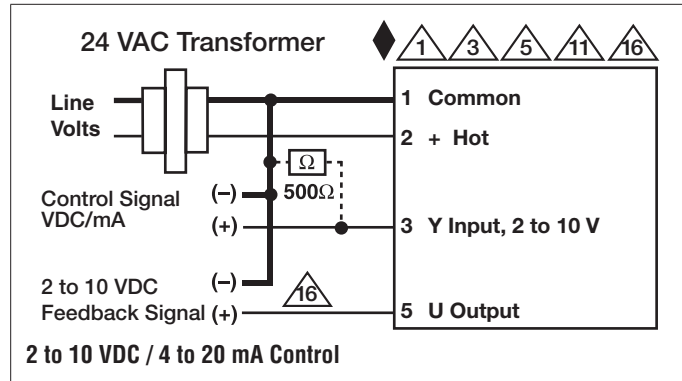 24 VAC Transformer
1 3 5 11 16
Line
Volts
1 Common
2 + Hot
Ω
500Ω
Control Signal (–)
VDC/mA (+)
3 Y Input, 2 to 10 V
2 to 10 VDC (–)
Feedback Signal (+)
16
5 U Output
2 to 10 VDC / 4 to 20 mA Control